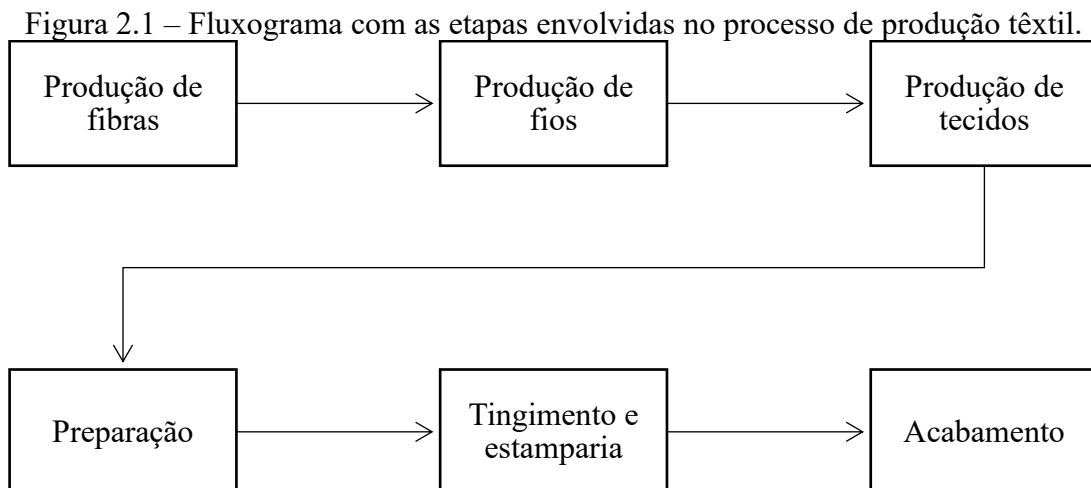 Figura 2.1 – Fluxograma com as etapas envolvidas no processo de produção têxtil.
Produção de
fibras
Produção de
fios
Produção de
tecidos
Preparação
Tingimento e
estamparia
Acabamento